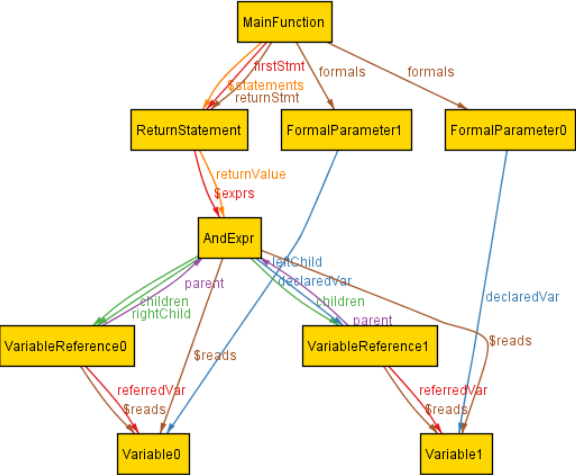 MainFunction
firstStmt
formals
formals
$statements
returnStmt
ReturnStatement
FormalParameter1
FormalParameter0
returnValue
$exprs
AndExpr
leftChild
parent
declaredVar
children
children
declaredVar
rightChild
parent
VariableReference0
$reads
VariableReference1
$reads
referredVar
referredVar
$reads
$reads
Variable0
Variable1